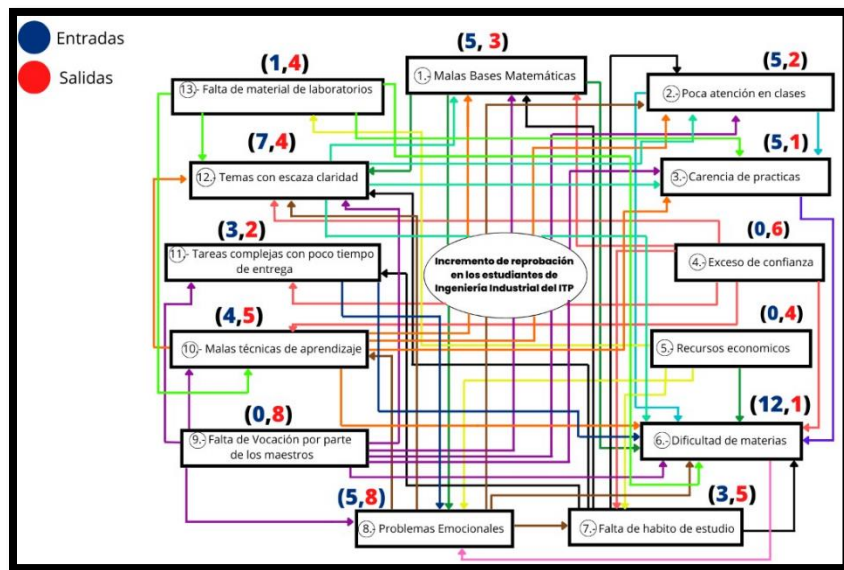 Entradas
Salidas
(1,4)
13.- Falta de material de laboratorios
(5, 3)
1.- Malas Bases Matemáticas
(5,2)
2.- Poca atención en clases
(7,4)
12.- Temas con escaza claridad
(5,1)
3.- Carencia de practicas
(3,2)
11.- Tareas complejas con poco tiempo
de entrega
Incremento de reprobación
en los estudiantes de
Ingeniería Industrial del ITP
(0,6)
4.- Exceso de confianza
(4,5)
10.- Malas técnicas de aprendizaje
(0,4)
5.- Recursos economicos
(0,8)
9.- Falta de Vocación por parte
de los maestros
(12,1)
6.- Dificultad de materias
(5,8)
8.- Problemas Emocionales
(3,5)
7.- Falta de habito de estudio